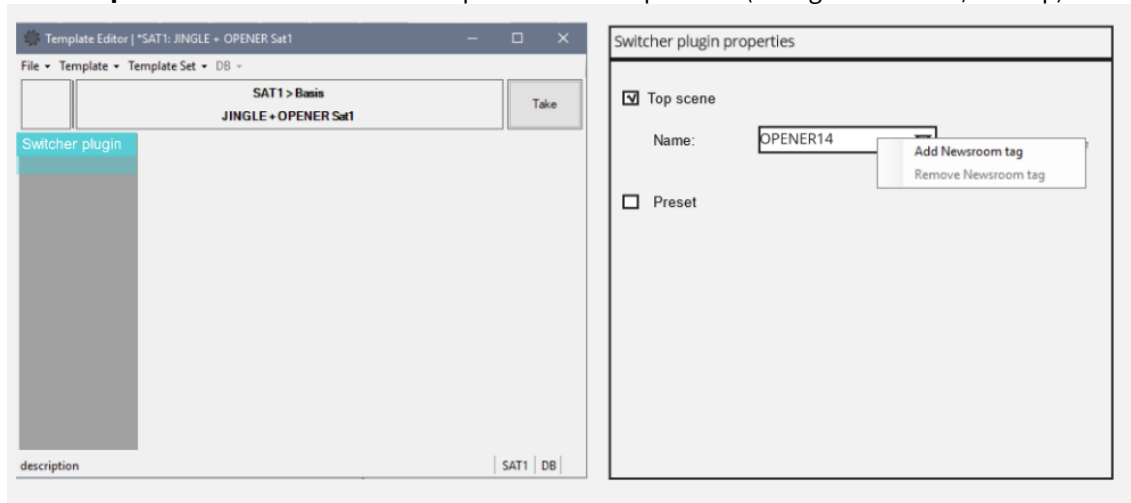 Template Editor | *SAT1: JINGLE + OPENER Sat1
File Template Template Set DB
SAT1 > Basis
JINGLE + OPENER Sat1
Take
Switcher plugin
description
SAT1 DB
Switcher plugin properties
Top scene
Name: OPENER14
Add Newsroom tag
Remove Newsroom tag
Preset